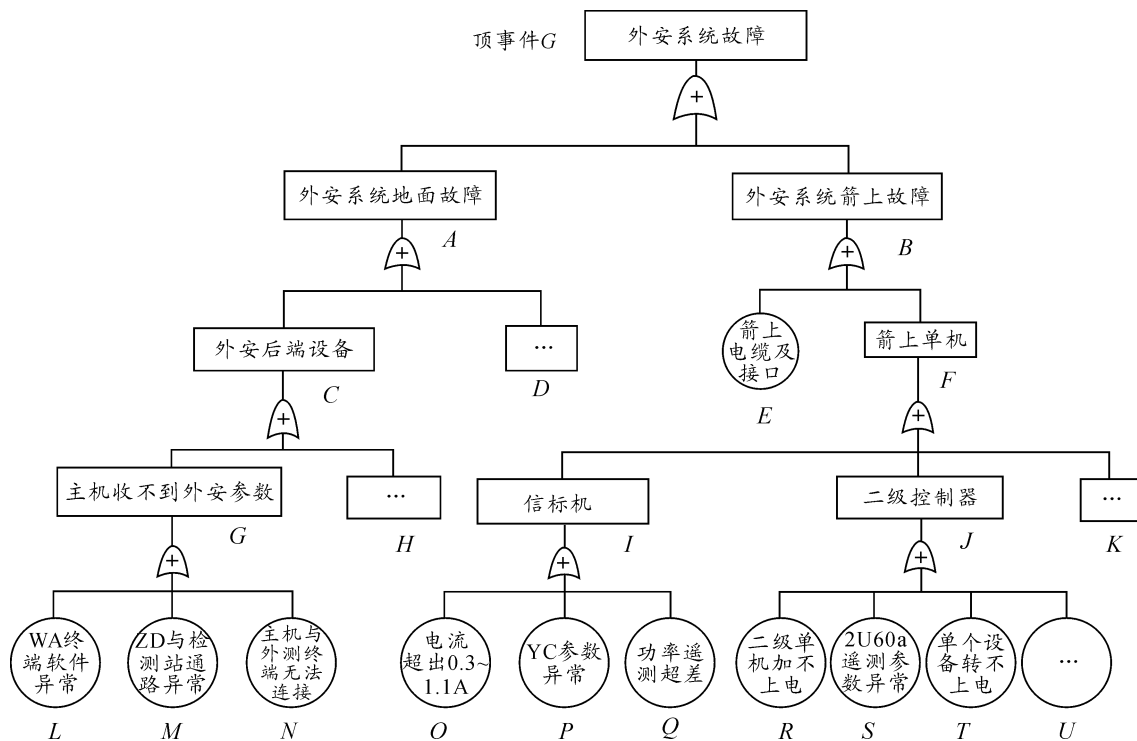 顶事件G
外安系统故障
+
外安系统地面故障
外安系统箭上故障
A
B
+
+
外安后端设备
…
箭上
电缆及
接口
箭上单机
C
D
E
F
+
+
主机收不到外安参数
…
信标机
二级控制器
…
G
H
I
J
K
+
+
+
WA终
端软件
异常
ZD与检
测站通
路异常
主机与
外测终
端无法
连接
电流
超出0.3~
1.1A
YC参数
异常
功率遥
测超差
二级单
机加不
上电
2U60a
遥测参
数异常
单个设
备转不
上电
…
L
M
N
O
P
Q
R
S
T
U